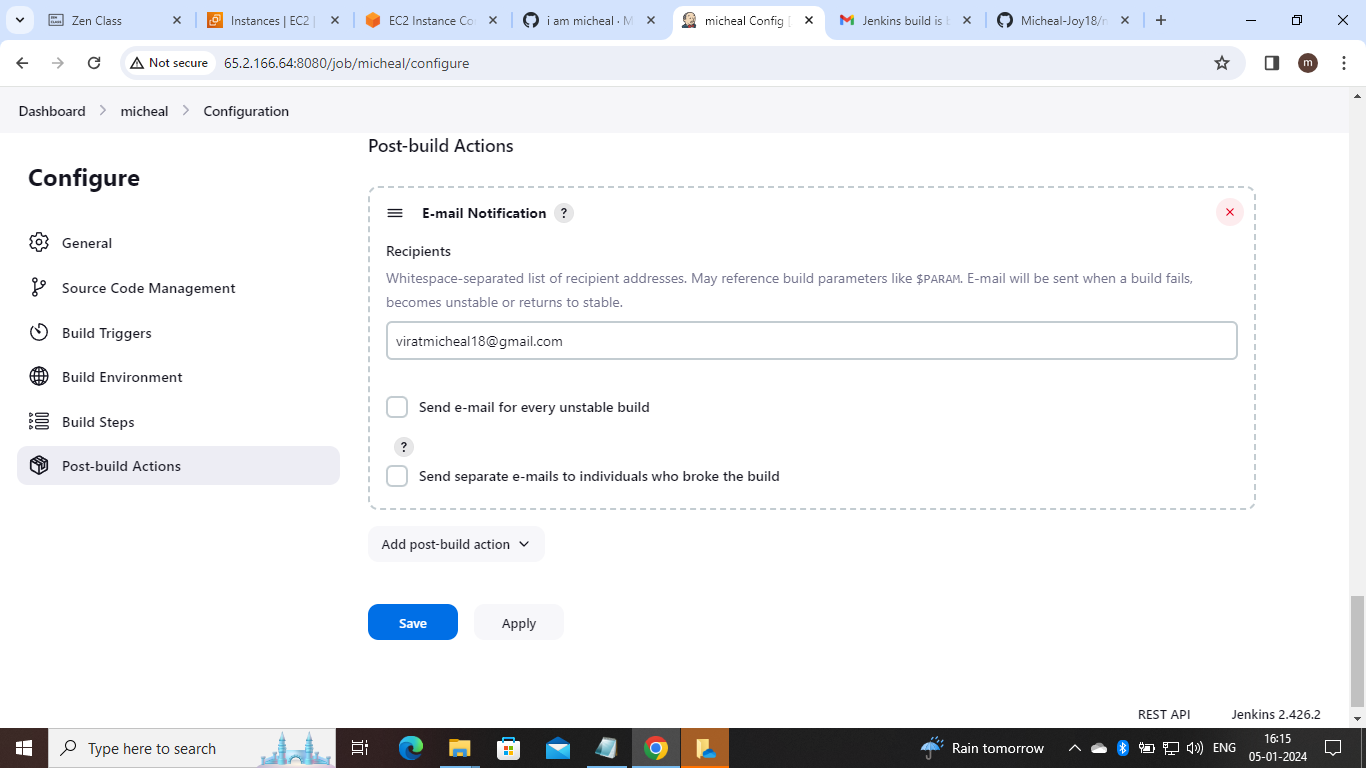 Zen Class
Instances | EC2 |
EC2 Instance Co
i am micheal · M
micheal Config [
Jenkins build is b
Micheal-Joy18/n
Not secure
65.2.166.64:8080/job/micheal/configure
m
Dashboard
micheal
Configuration
Configure
General
Source Code Management
Build Triggers
Build Environment
Build Steps
Post-build Actions
Post-build Actions
E-mail Notification ?
Recipients
Whitespace-separated list of recipient addresses. May reference build parameters like $PARAM. E-mail will be sent when a build fails,
becomes unstable or returns to stable.
viratmicheal18@gmail.com
Send e-mail for every unstable build
?
Send separate e-mails to individuals who broke the build
Add post-build action
Save
Apply
REST API
Jenkins 2.426.2
Type here to search
Rain tomorrow
ENG
16:15
05-01-2024